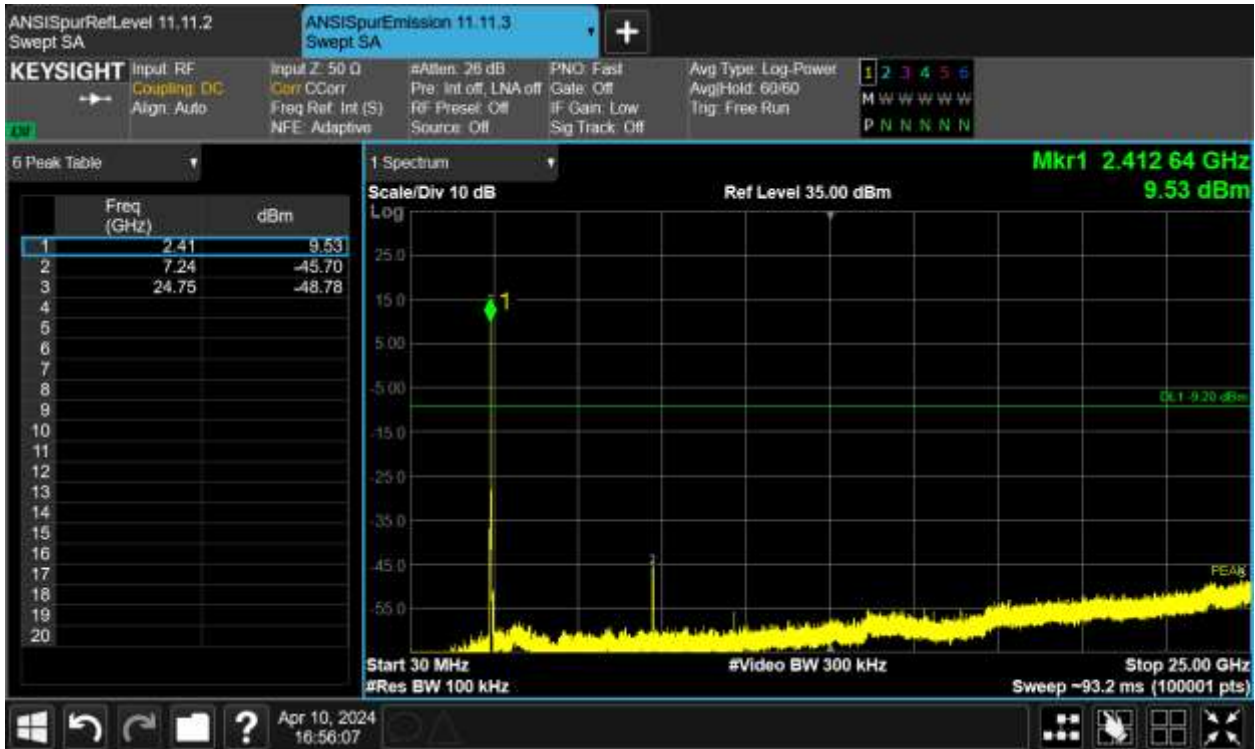 ANSISpurRefLevel 11.11.2
Swept SA
ANSISpurEmission 11.11.3
Swept SA
KEYSIGHT
Input: RF
Coupling: DC
Align: Auto
Input Z: 50 Ω
Corr CCorr
Freq Ref: Int (S)
NFE: Adaptive
#Atten: 26 dB
Pre: Int off, LNA off
RF Presel: Off
Source: Off
PNO: Fast
Gate: Off
IF Gain: Low
Sig Track: Off
Avg Type: Log-Power
Avg|Hold: 60/60
Trig: Free Run
1 2 3 4 5 6
M W W W W W
P N N N N N
6 Peak Table
Freq
(GHz)
dBm
1 2.41 9.53
2 7.24 -45.70
3 24.75 -48.78
4
5
6
7
8
9
10
11
12
13
14
15
16
17
18
19
20
1 Spectrum
Mkr1 2.412 64 GHz
9.53 dBm
Scale/Div 10 dB
Ref Level 35.00 dBm
Log
25.0
15.0
1
5.00
-5.00
DL1 -9.20 dBm
-15.0
-25.0
-35.0
-45.0
PEAK
-55.0
Start 30 MHz
#Video BW 300 kHz
Stop 25.00 GHz
#Res BW 100 kHz
Sweep ~93.2 ms (100001 pts)
?
Apr 10, 2024
16:56:07